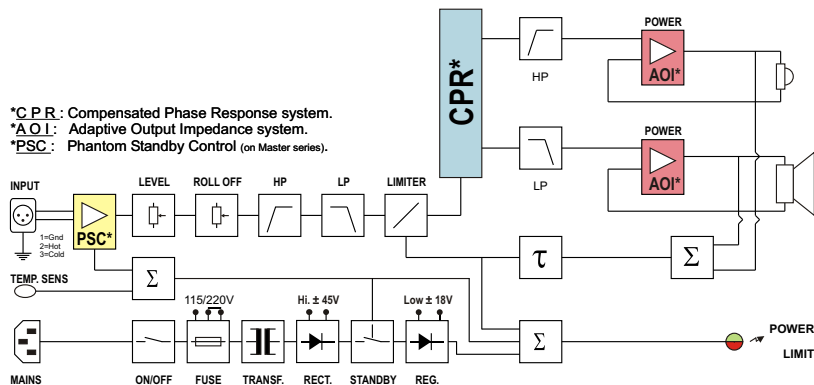 POWER
HP
AOI*
CPR*
*C P R : Compensated Phase Response system.
*A O I : Adaptive Output Impedance system.
*PSC : Phantom Standby Control (on Master series).
POWER
LP
AOI*
INPUT
LEVEL
ROLL OFF
HP
LP
LIMITER
1=Gnd
2=Hot
3=Cold
PSC*
τ
Σ
TEMP. SENS
Σ
115/220V
Hi. ± 45V
Low ± 18V
Σ
POWER
LIMIT
MAINS
ON/OFF
FUSE
TRANSF.
RECT.
STANDBY
REG.